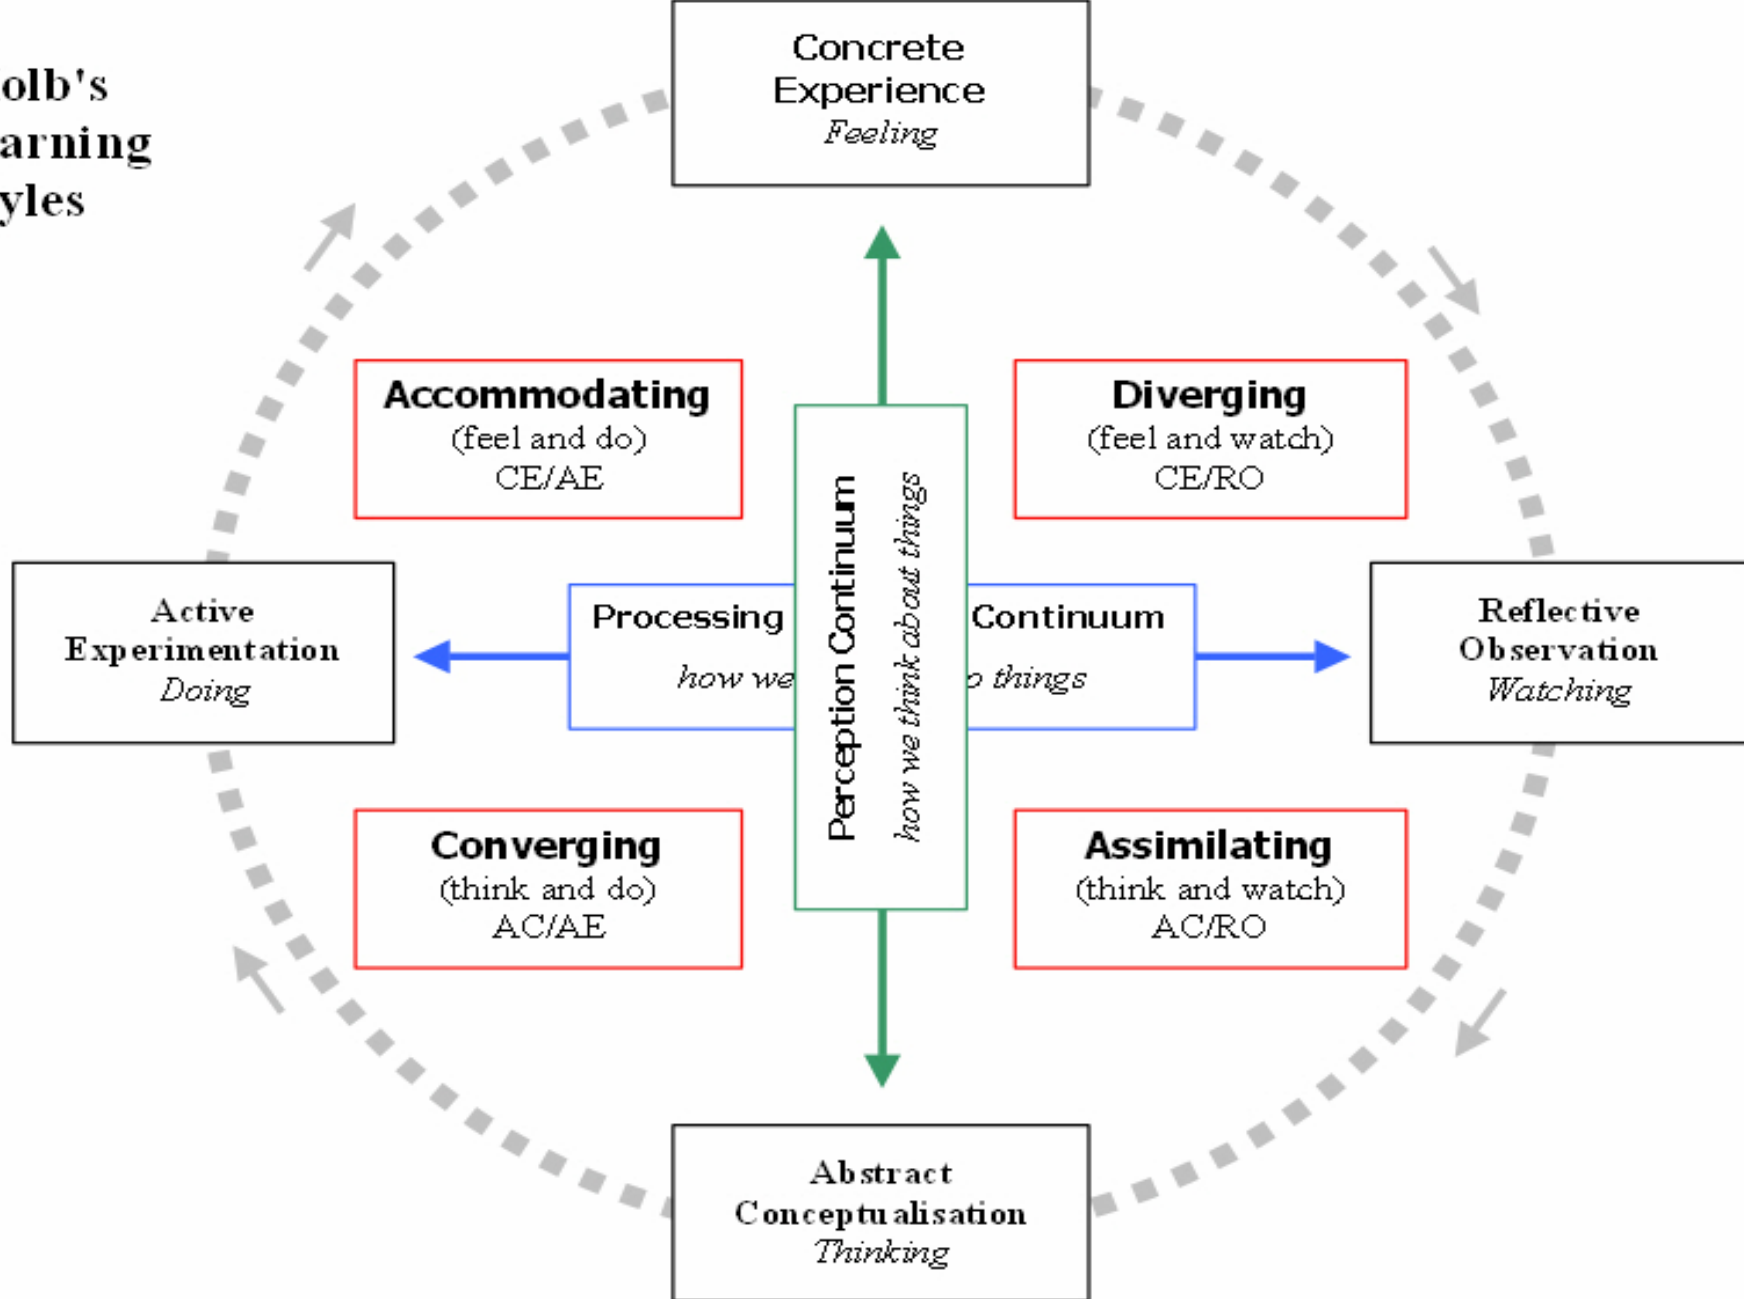 olb's
arning
yles
Concrete
Experience
Feeling
Accommodating
(feel and do)
CE/AE
Diverging
(feel and watch)
CE/RO
Active
Experimentation
Doing
Processing Continuum
how we o things
Perception Continuum
how we think about things
Reflective
Observation
Watching
Converging
(think and do)
AC/AE
Assimilating
(think and watch)
AC/RO
Abstract
Conceptualisation
Thinking